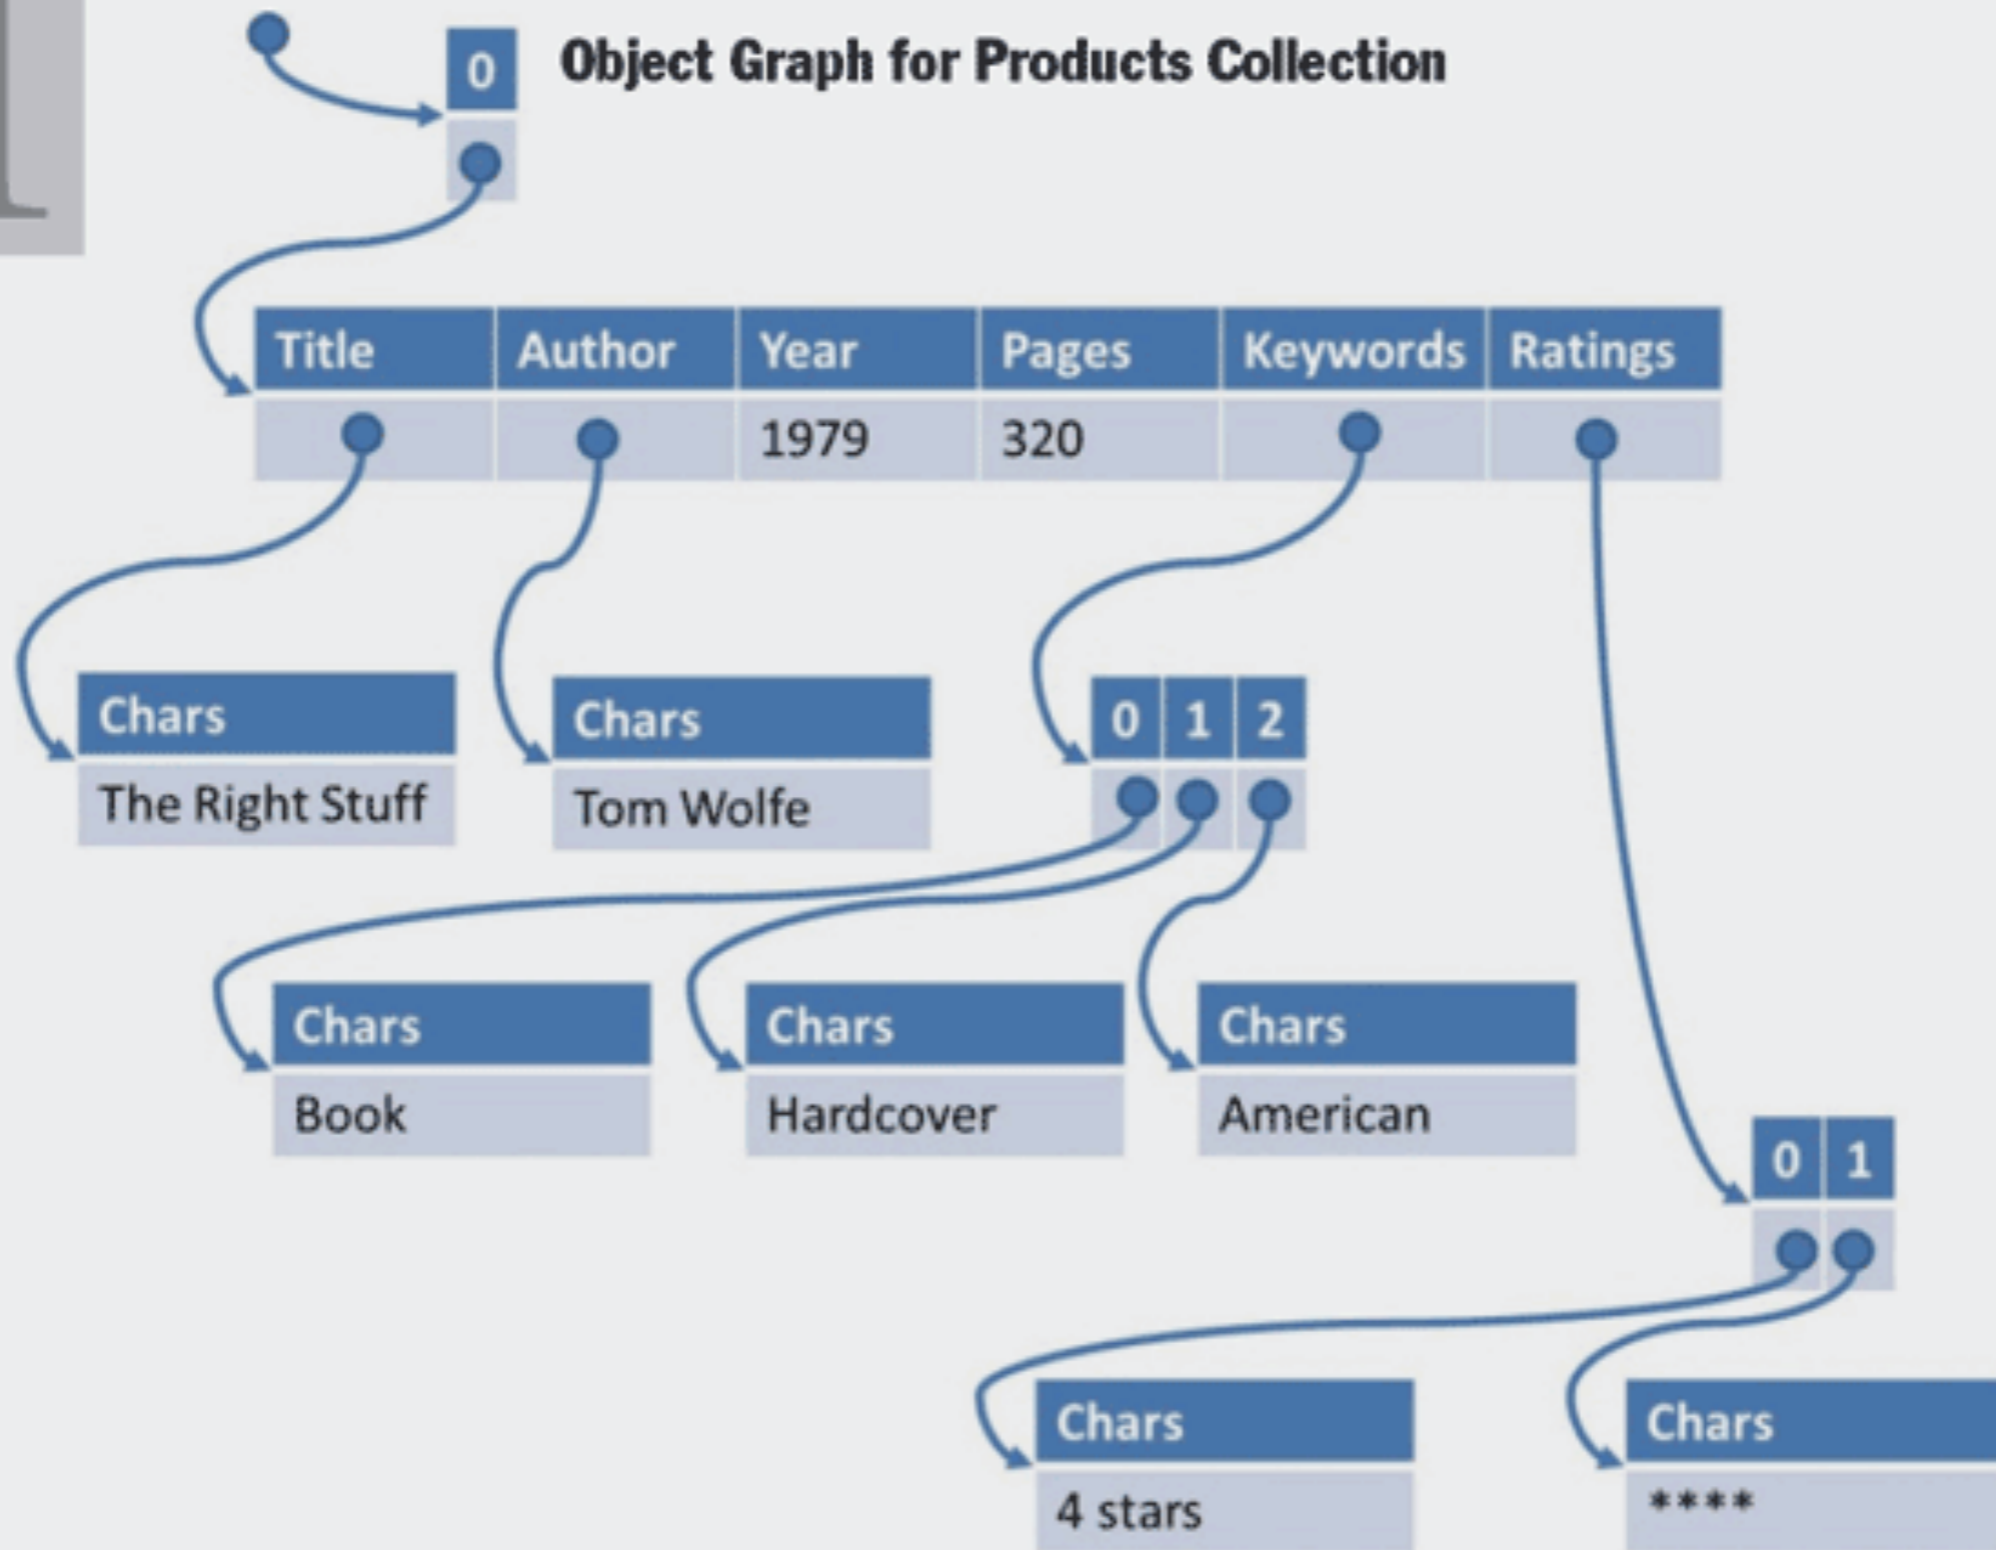 0
Object Graph for Products Collection
Title Author Year Pages Keywords Ratings
1979 320
Chars Chars 0 1 2
The Right Stuff Tom Wolfe
Chars Chars Chars
Book Hardcover American
0 1
Chars Chars
4 stars ****